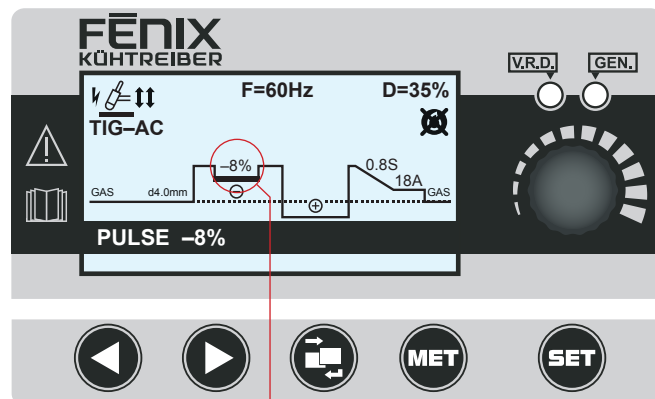 FĒNIX
KÜHTREIBER
V.R.D.
GEN.
F=60Hz
D=35%
TIG–AC
–8%
0.8S
18A
GAS
d4.0mm
GAS
PULSE –8%
MET
SET